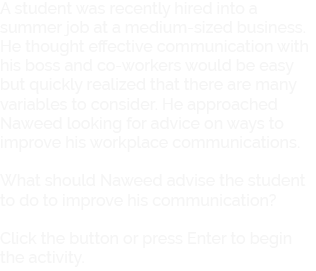 A student was recently hired into a
summer job at a medium-sized business.
He thought effective communication with
his boss and co-workers would be easy
but quickly realized that there are many
variables to consider. He approached
Naweed looking for advice on ways to
improve his workplace communications.
What should Naweed advise the student
to do to improve his communication?
Click the button or press Enter to begin
the activity.